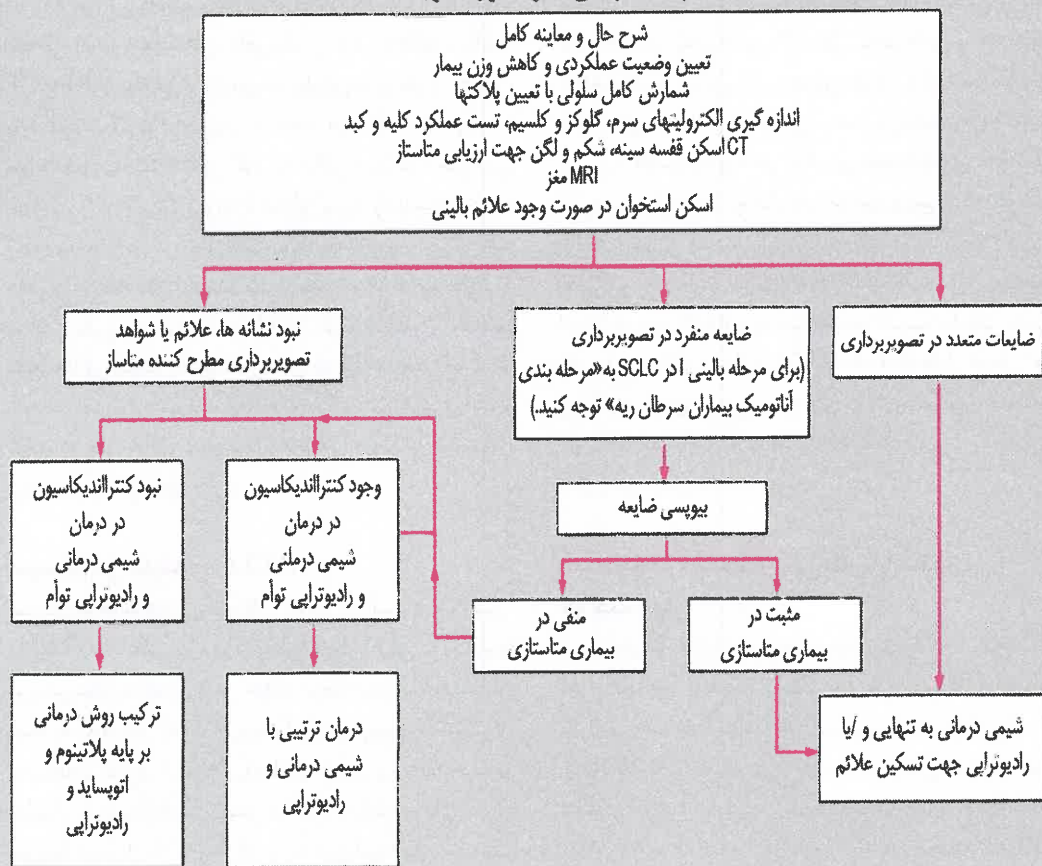 شرح حال و معاینه کامل
تعیین وضعیت عملکردی و کاهش وزن بیمار
شمارش کامل سلولی با تعیین پلاکتها
اندازه گیری الکترولیتهای سرم، گلوکز و کلسیم، تست عملکرد کلیه و کبد
CT اسکن قفسه سینه، شکم و لگن جهت ارزیابی متاستاز
MRI مغز
اسکن استخوان در صورت وجود علائم بالینی
ضایعات متعدد در تصویربرداری
ضایعه منفرد در تصویربرداری
(برای مرحله بالینی I در SCLC به «مرحله بندی
آناتومیک بیماران سرطان ریه» توجه کنید.)
نبود نشانه ها، علائم یا شواهد
تصویربرداری مطرح کننده متاساز
بیوپسی ضایعه
وجود کنترااندیکاسیون
در درمان
شیمی درملنی
و رادیوتراپی توأم
نبود کنترااندیکاسیون
در درمان
شیمی درمانی
و رادیوتراپی توأم
مثبت در
بیماری متاستازی
منفی در
بیماری متاستازی
شیمی درمانی به تنهایی و /یا
رادیوتراپی جهت تسکین علائم
درمان ترتیبی با
شیمی درمانی و
رادیوتراپی
ترکیب روش درمانی
بر پایه پلاتینوم و
اتوپساید و
رادیوتراپی